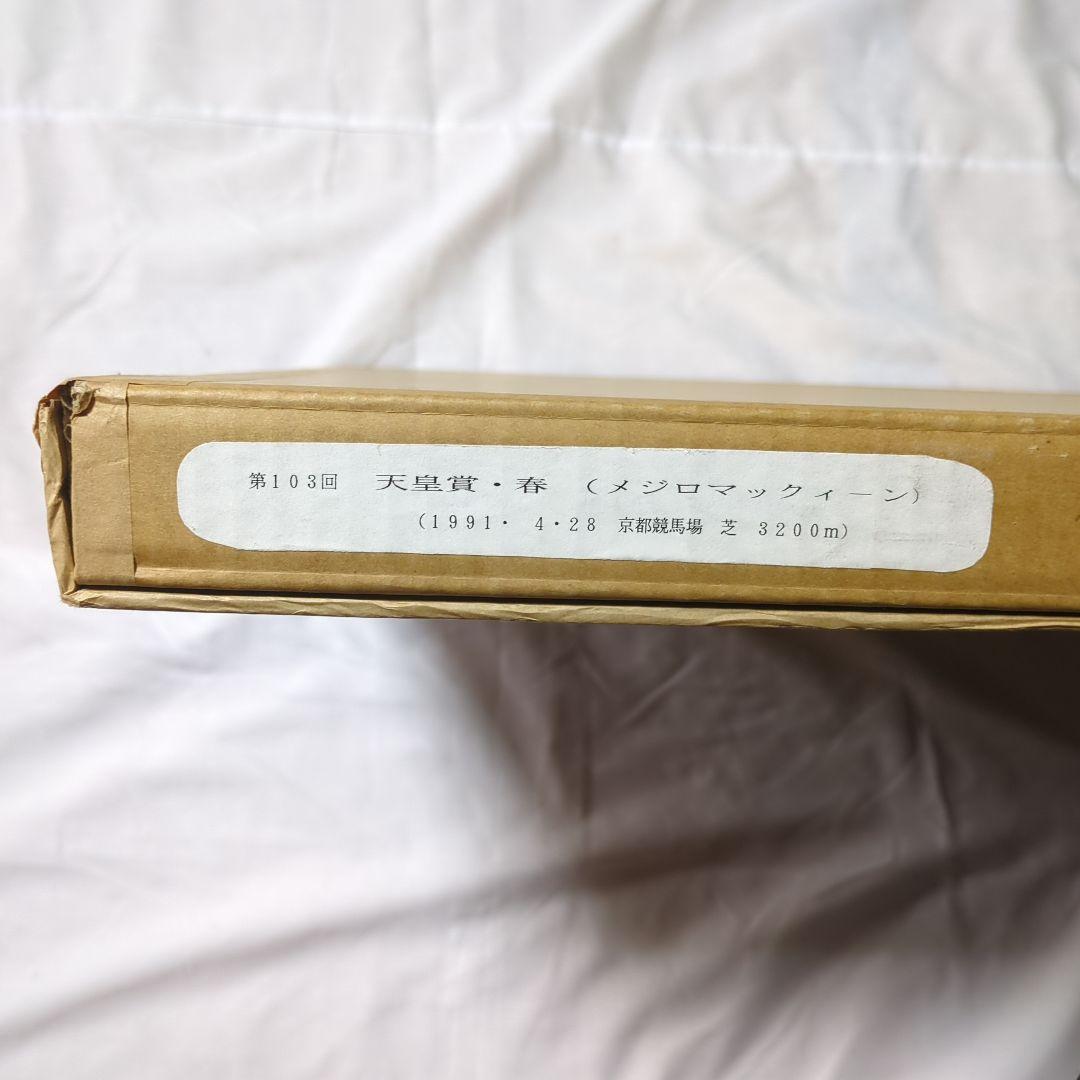 第103回 天皇賞・春 (メジロマックィーン)
(1991・ 4・28 京都競馬場 芝 3200m)